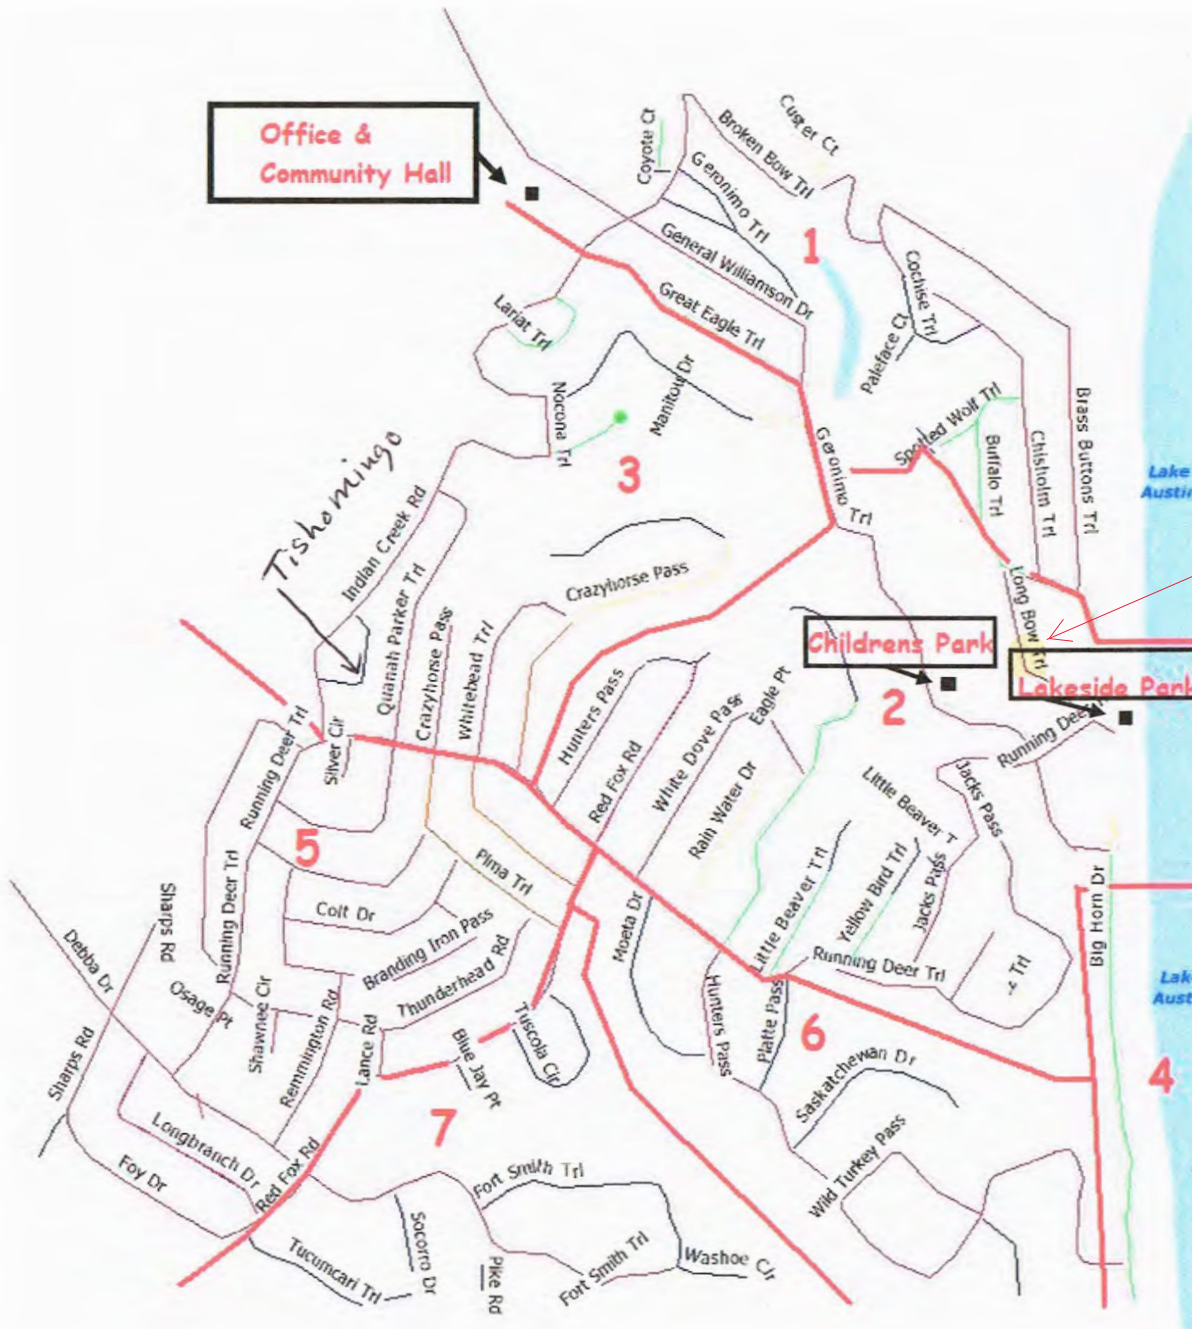 Office &
Community Hall
Coyote Ct
Broken Bow Trl
Custer Ct
Geronimo Trl
1
General Williamson Dr
Great Eagle Trl
Cochise Trl
Paleface Ct
Lariat Trl
Nocona Trl
Manitou Dr
3
Geronimo Trl
Spotted Wolf Trl
Buffalo Trl
Chisholm Trl
Brass Buttons Trl
Lake
Austin
Tishomingo
Indian Creek Rd
Quanah Parker Trl
Crazyhorse Pass
Crazyhorse Pass
Whitebead Trl
Long Bow Trl
Childrens Park
Lakeside Park
2
Hunters Pass
Red Fox Rd
White Dove Pass
Eagle Pt
Rain Water Dr
Running Deer
Running Deer Trl
Silver Cir
5
Little Beaver T
Jacks Pass
Pima Trl
Little Beaver Trl
Yellow Bird Trl
Jacks Pass
Running Deer Trl
Trl
Big Horn Dr
Running Deer Trl
Colt Dr
Branding Iron Pass
Thunderhead Rd
Moeta Dr
Sharps Rd
Debba Dr
Osage Pt
Shawnee Cir
Remmington Rd
Lance Rd
Tuscola Cir
Blue Jay Pt
Hunters Pass
Platte Pass
6
Saskatchewan Dr
4
Sharps Rd
Longbranch Dr
Foy Dr
Red Fox Rd
7
Fort Smith Trl
Wild Turkey Pass
Tucumcari Trl
Socorro Dr
Pike Rd
Fort Smith Trl
Washoe Cir
Lak
Aust